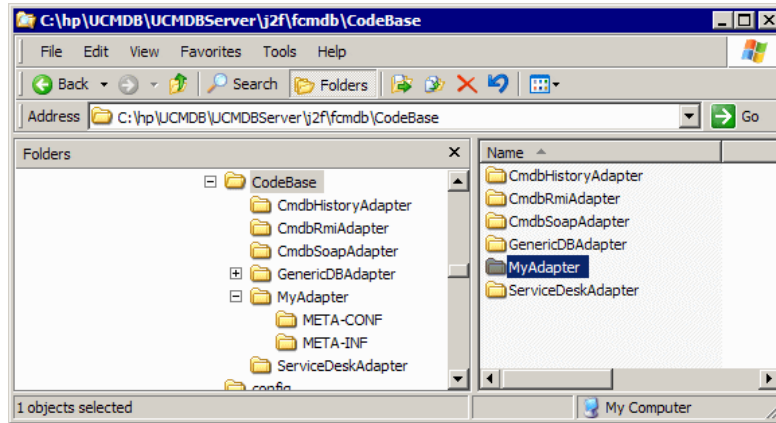 C:\hp\UCMDB\UCMDBServer\j2f\fcmdb\CodeBase
File Edit View Favorites Tools Help
Back Search Folders
Address C:\hp\UCMDB\UCMDBServer\j2f\fcmdb\CodeBase Go
Folders
CodeBase
CmdbHistoryAdapter
CmdbRmiAdapter
CmdbSoapAdapter
GenericDBAdapter
MyAdapter
META-CONF
META-INF
ServiceDeskAdapter
config
Name
CmdbHistoryAdapter
CmdbRmiAdapter
CmdbSoapAdapter
GenericDBAdapter
MyAdapter
ServiceDeskAdapter
1 objects selected
My Computer